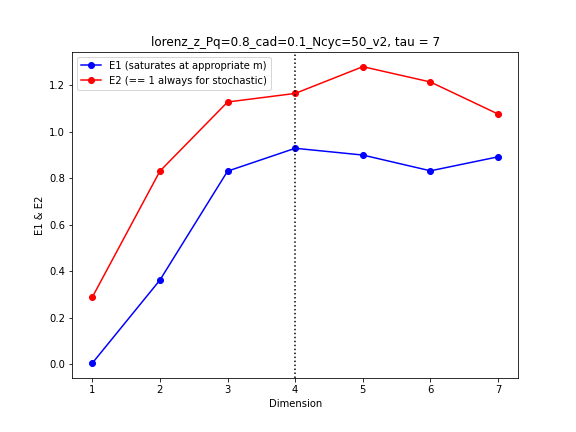 lorenz_z_Pq=0.8_cad=0.1_Ncyc=50_v2, tau = 7
E1 (saturates at appropriate m)
E2 (== 1 always for stochastic)
1.2
1.0
0.8
0.6
0.4
0.2
0.0
E1 & E2
1 2 3 4 5 6 7
Dimension